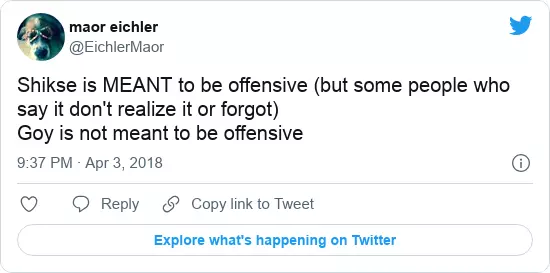 maor eichler
@EichlerMaor
Shikse is MEANT to be offensive (but some people who
say it don't realize it or forgot)
Goy is not meant to be offensive
9:37 PM · Apr 3, 2018
Reply
Copy link to Tweet
Explore what's happening on Twitter